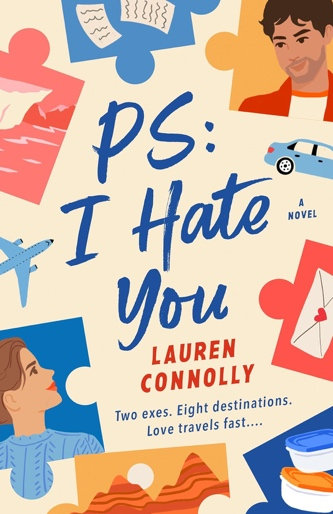 PS:
I Hate
You
A
NOVEL
LAUREN
CONNOLLY
Two exes. Eight destinations.
Love travels fast....